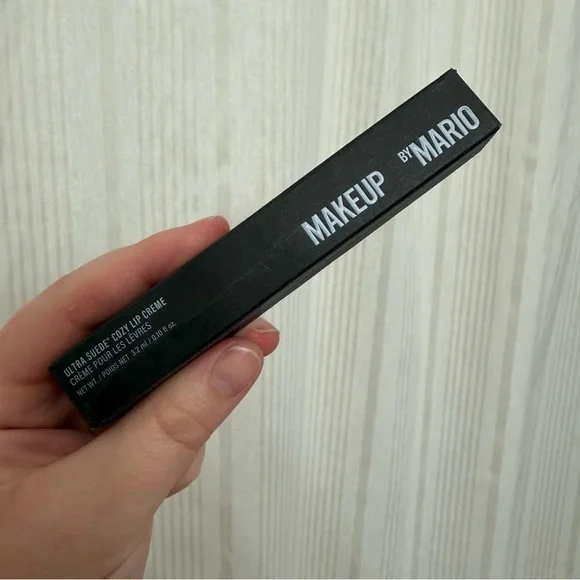 MAKEUP BY MARIO
ULTRA SUEDE® COZY LIP CREME
CRÈME POUR LES LÈVRES
NET WT. / POIDS NET 3.2 ml / 0.10 fl oz.